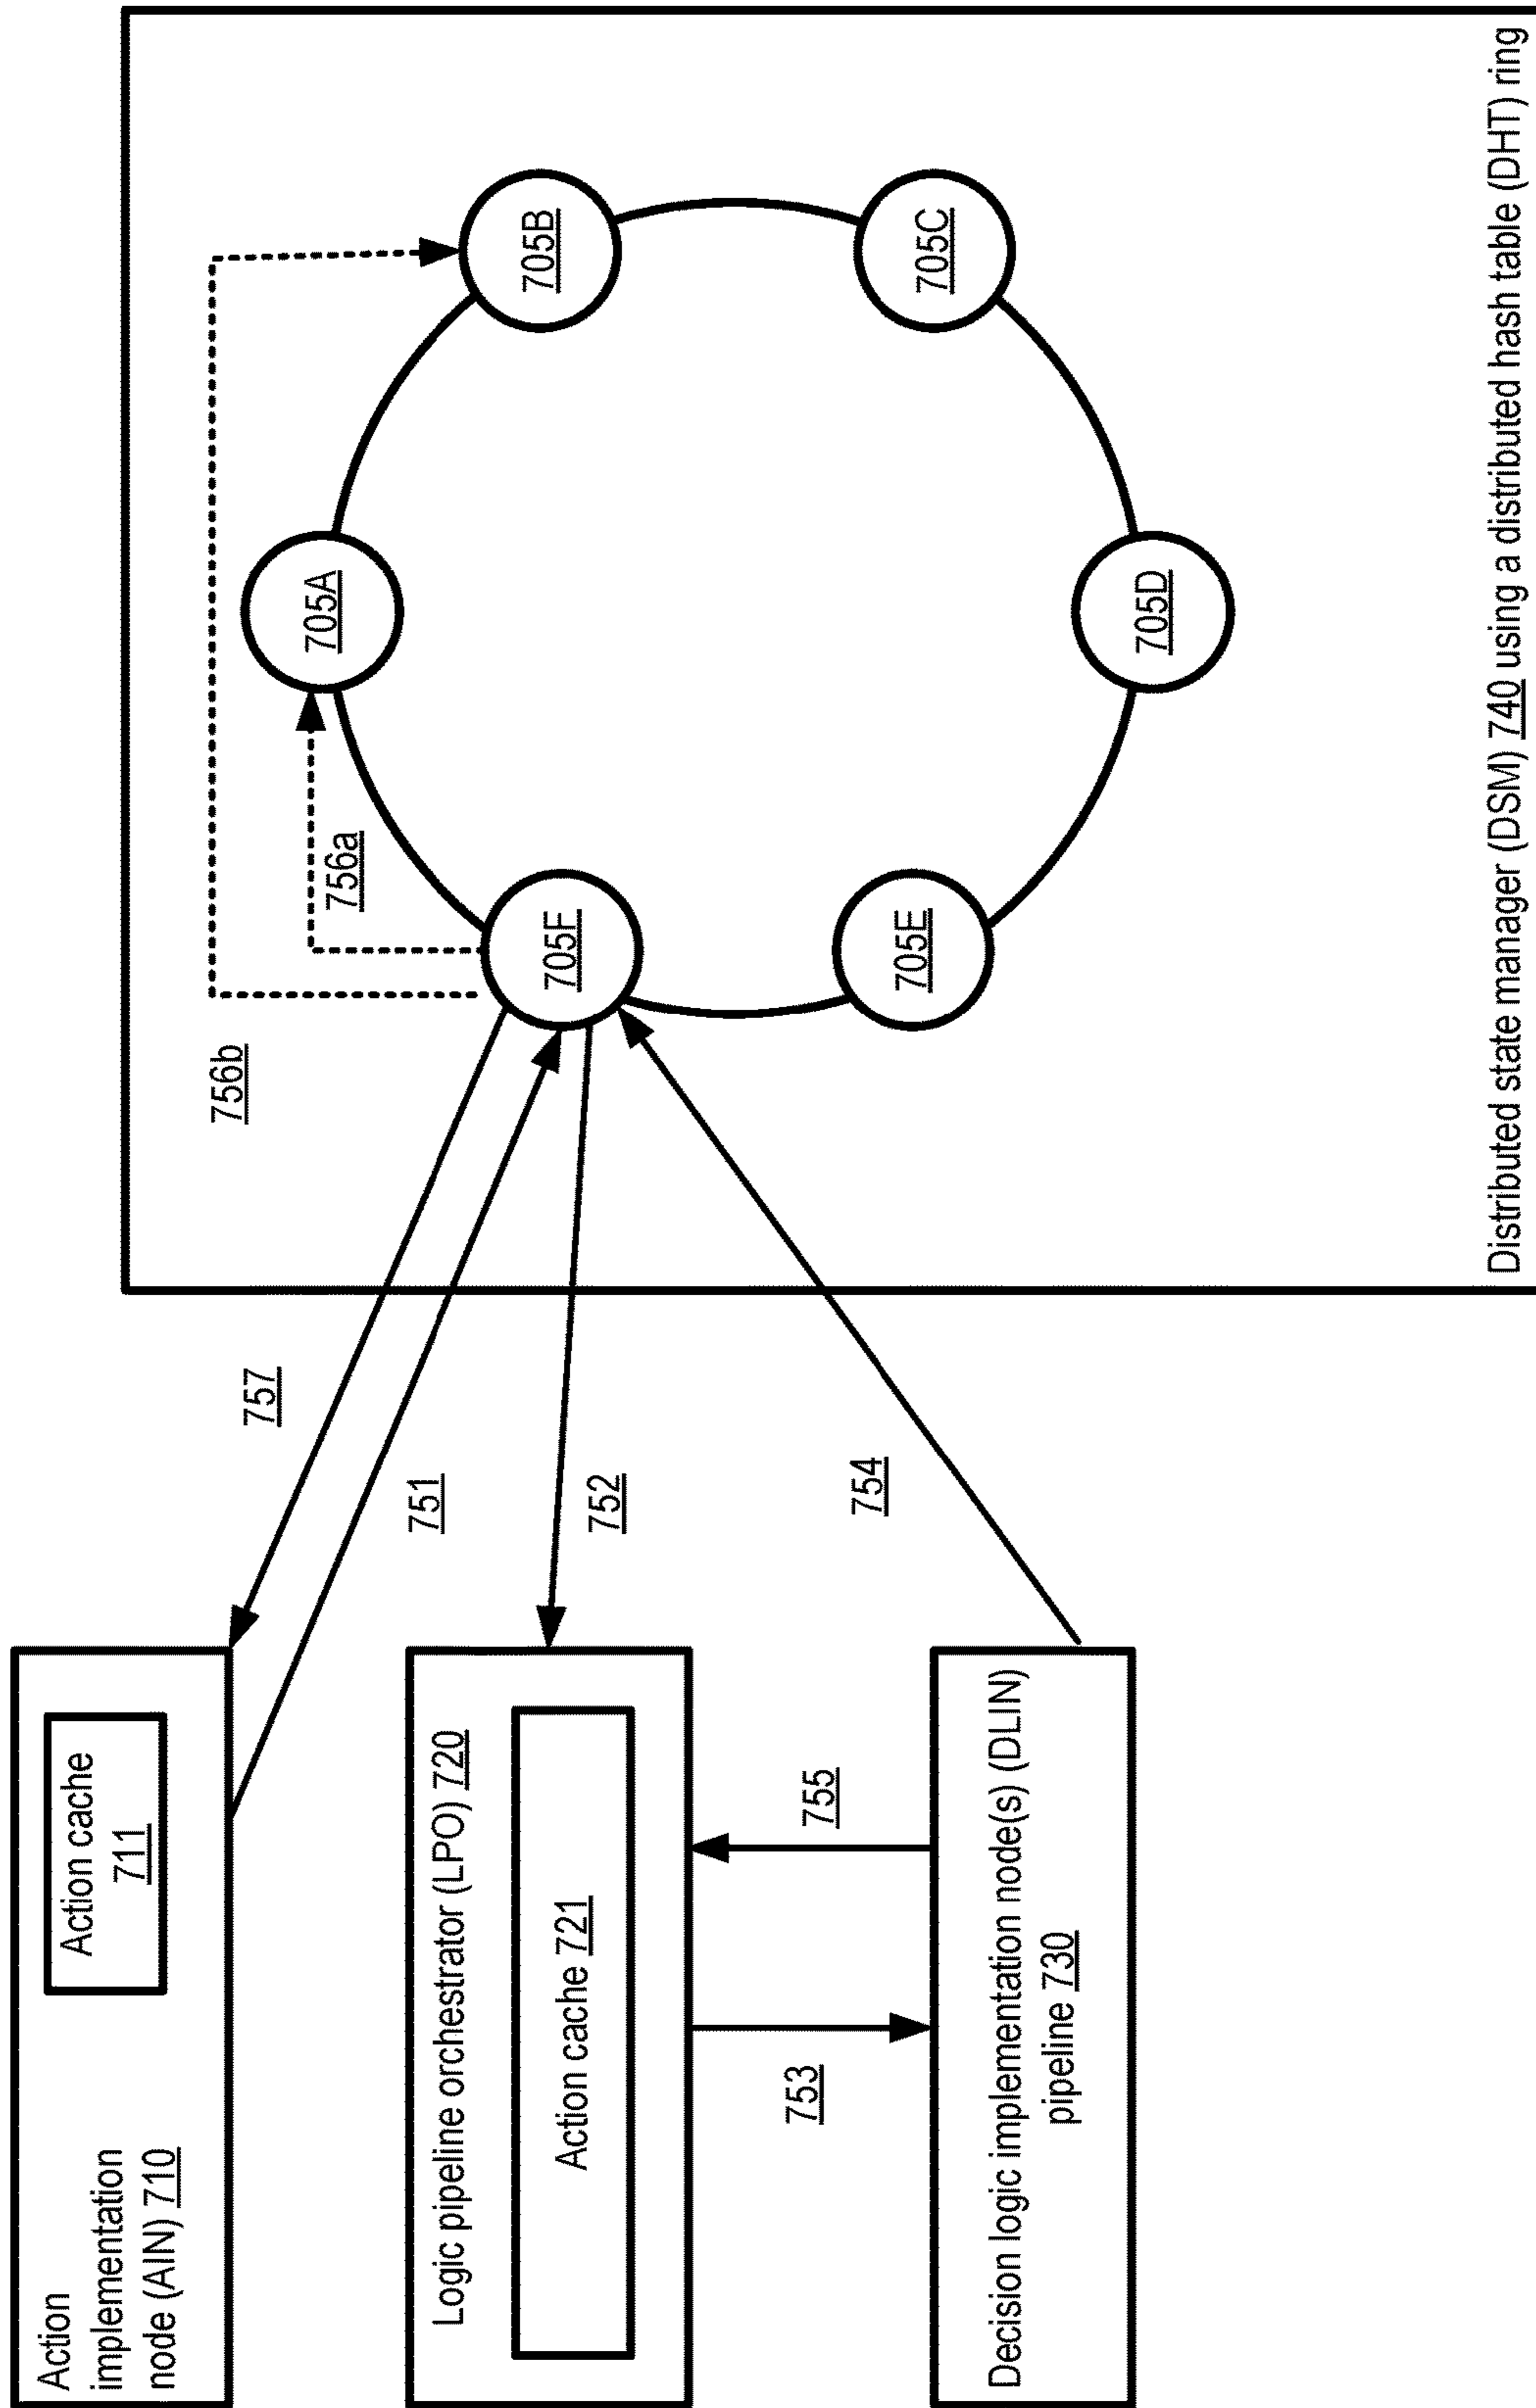 Action
implementation
node (AIN) 710
Action cache
711
Logic pipeline orchestrator (LPO) 720
Action cache 721
753
755
Decision logic implementation node(s) (DLIN)
pipeline 730
757
751
752
754
756b
756a
705A
705B
705F
705C
705E
705D
Distributed state manager (DSM) 740 using a distributed hash table (DHT) ring